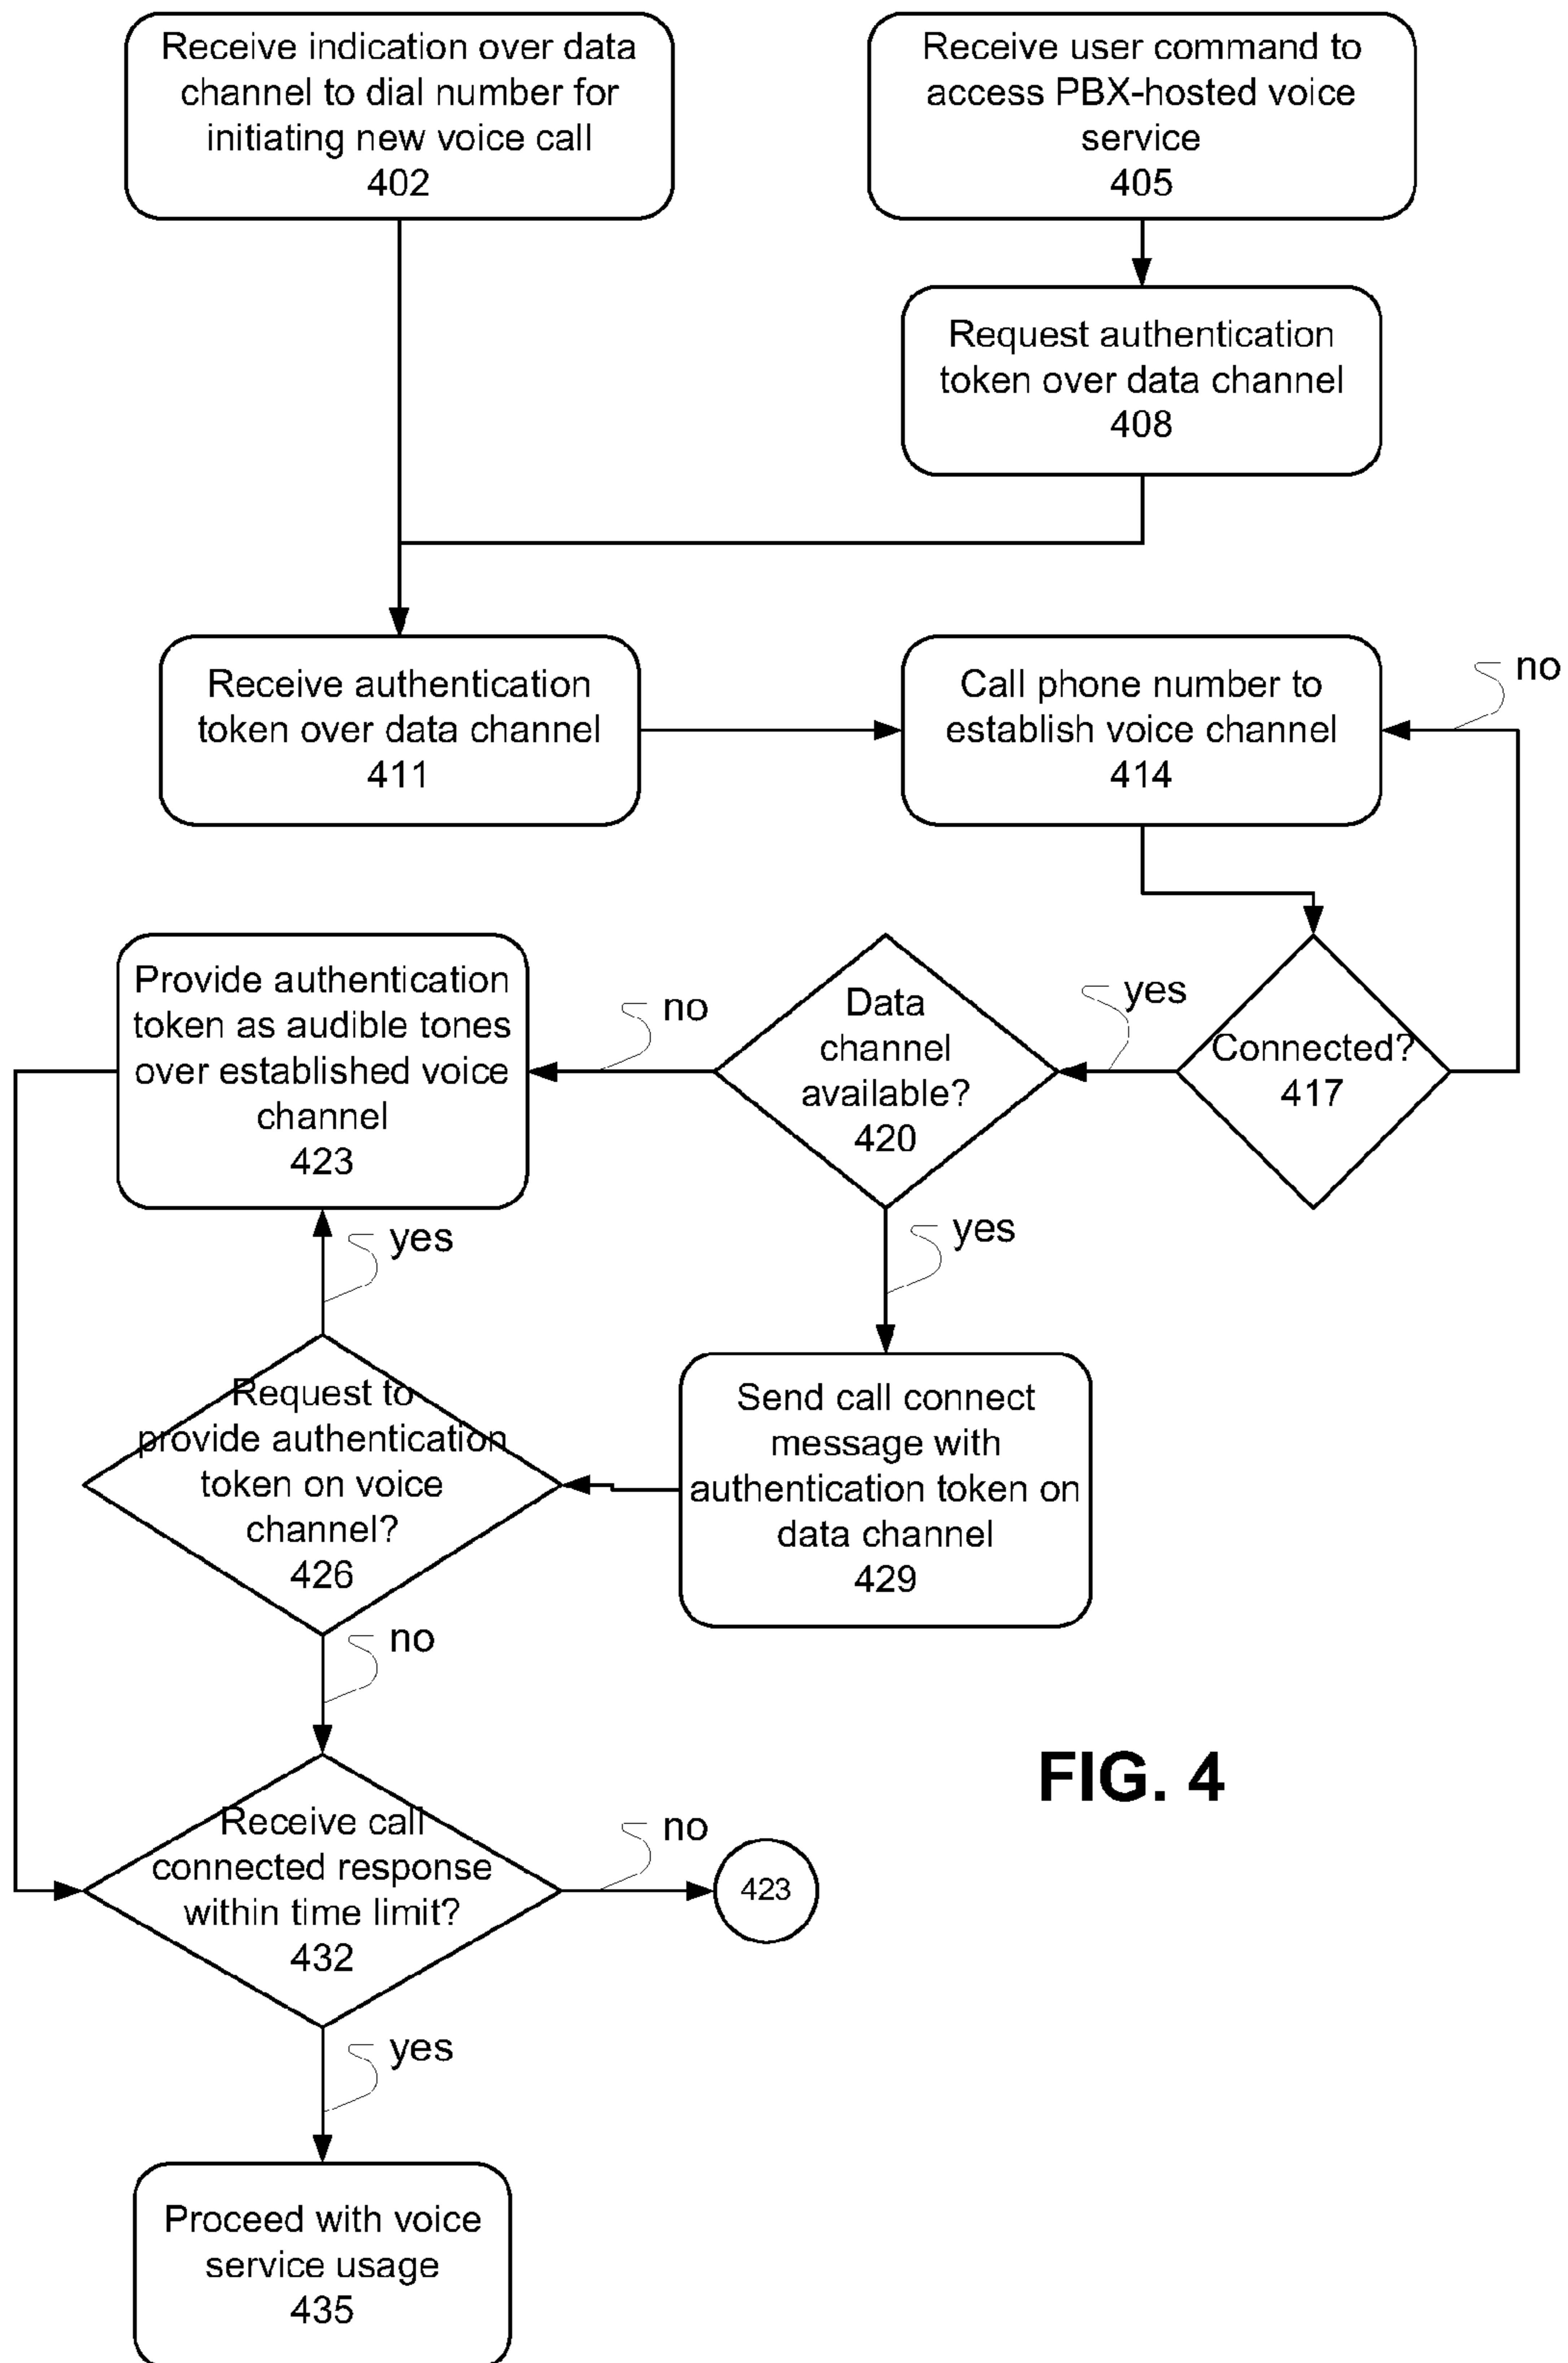 Receive indication over data
channel to dial number for
initiating new voice call
402
Receive user command to
access PBX-hosted voice
service
405
Request authentication
token over data channel
408
Receive authentication
token over data channel
411
Call phone number to
establish voice channel
414
no
Connected?
417
yes
Data
channel
available?
420
no
Provide authentication
token as audible tones
over established voice
channel
423
yes
yes
Send call connect
message with
authentication token on
data channel
429
Request to
provide authentication
token on voice
channel?
426
no
Receive call
connected response
within time limit?
432
no
423
yes
Proceed with voice
service usage
435
FIG. 4